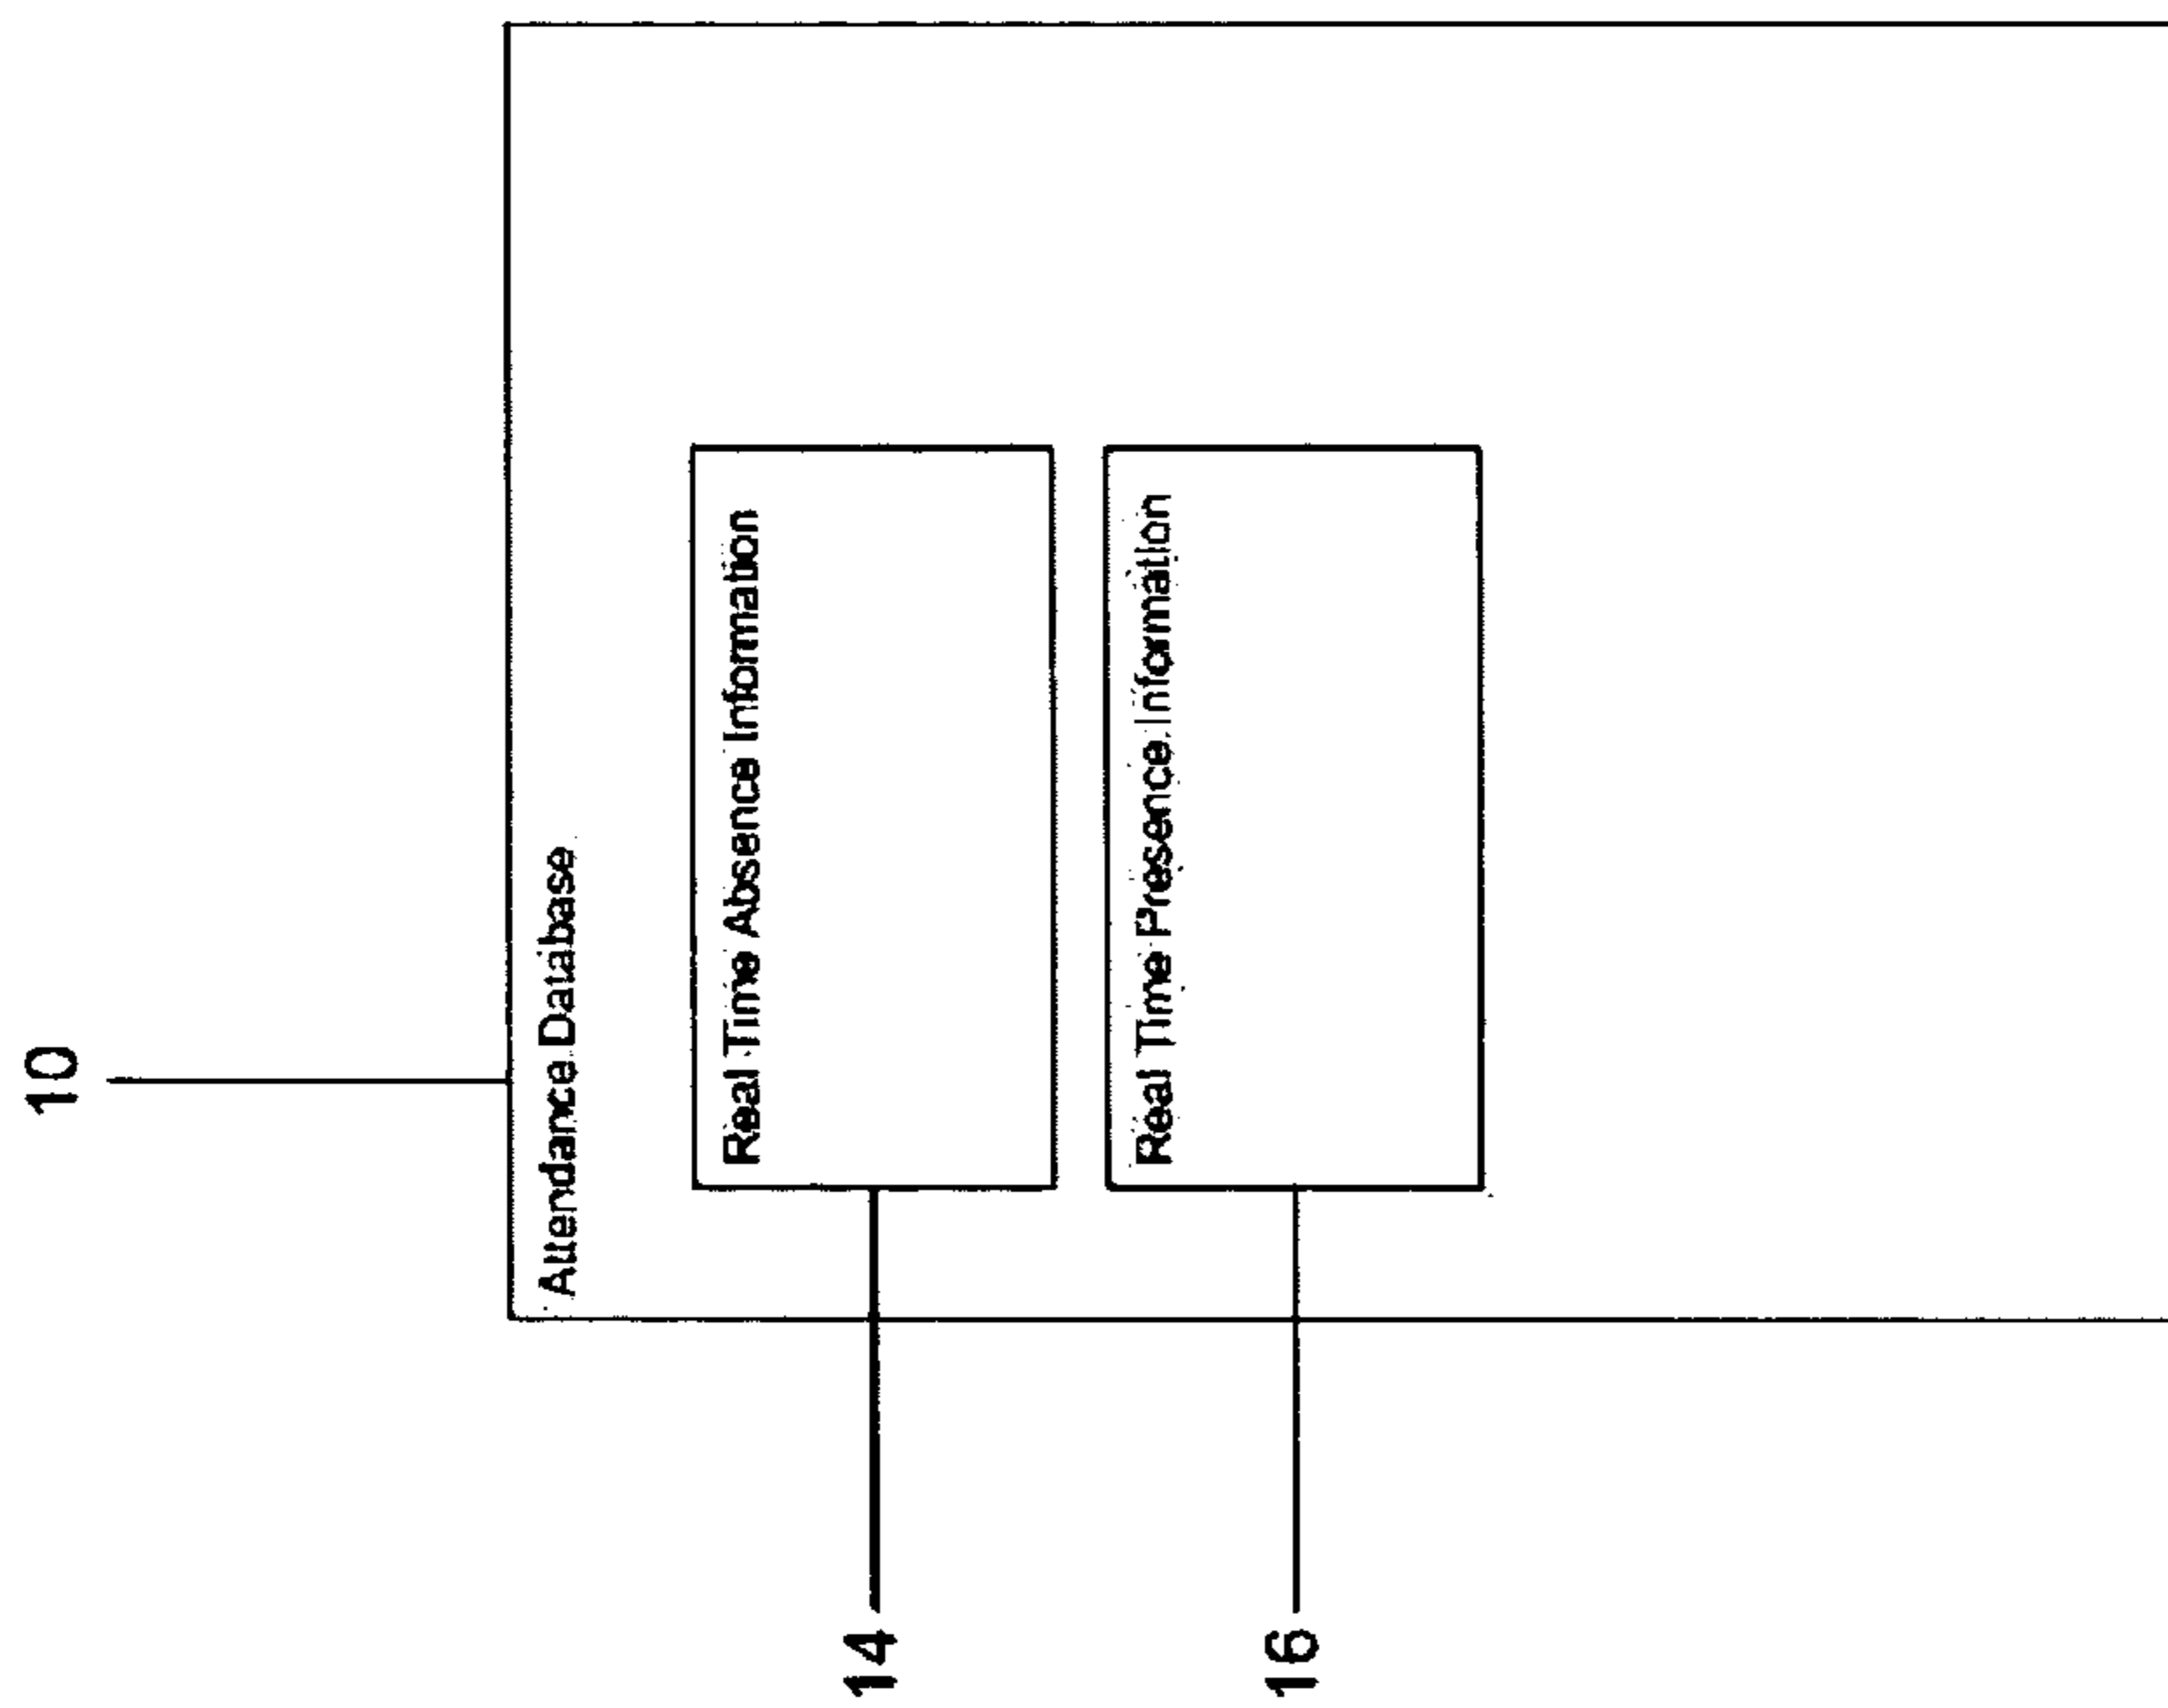 10
Attendance Database
Real Time Absence Information
14
Real Time Presence Information
16